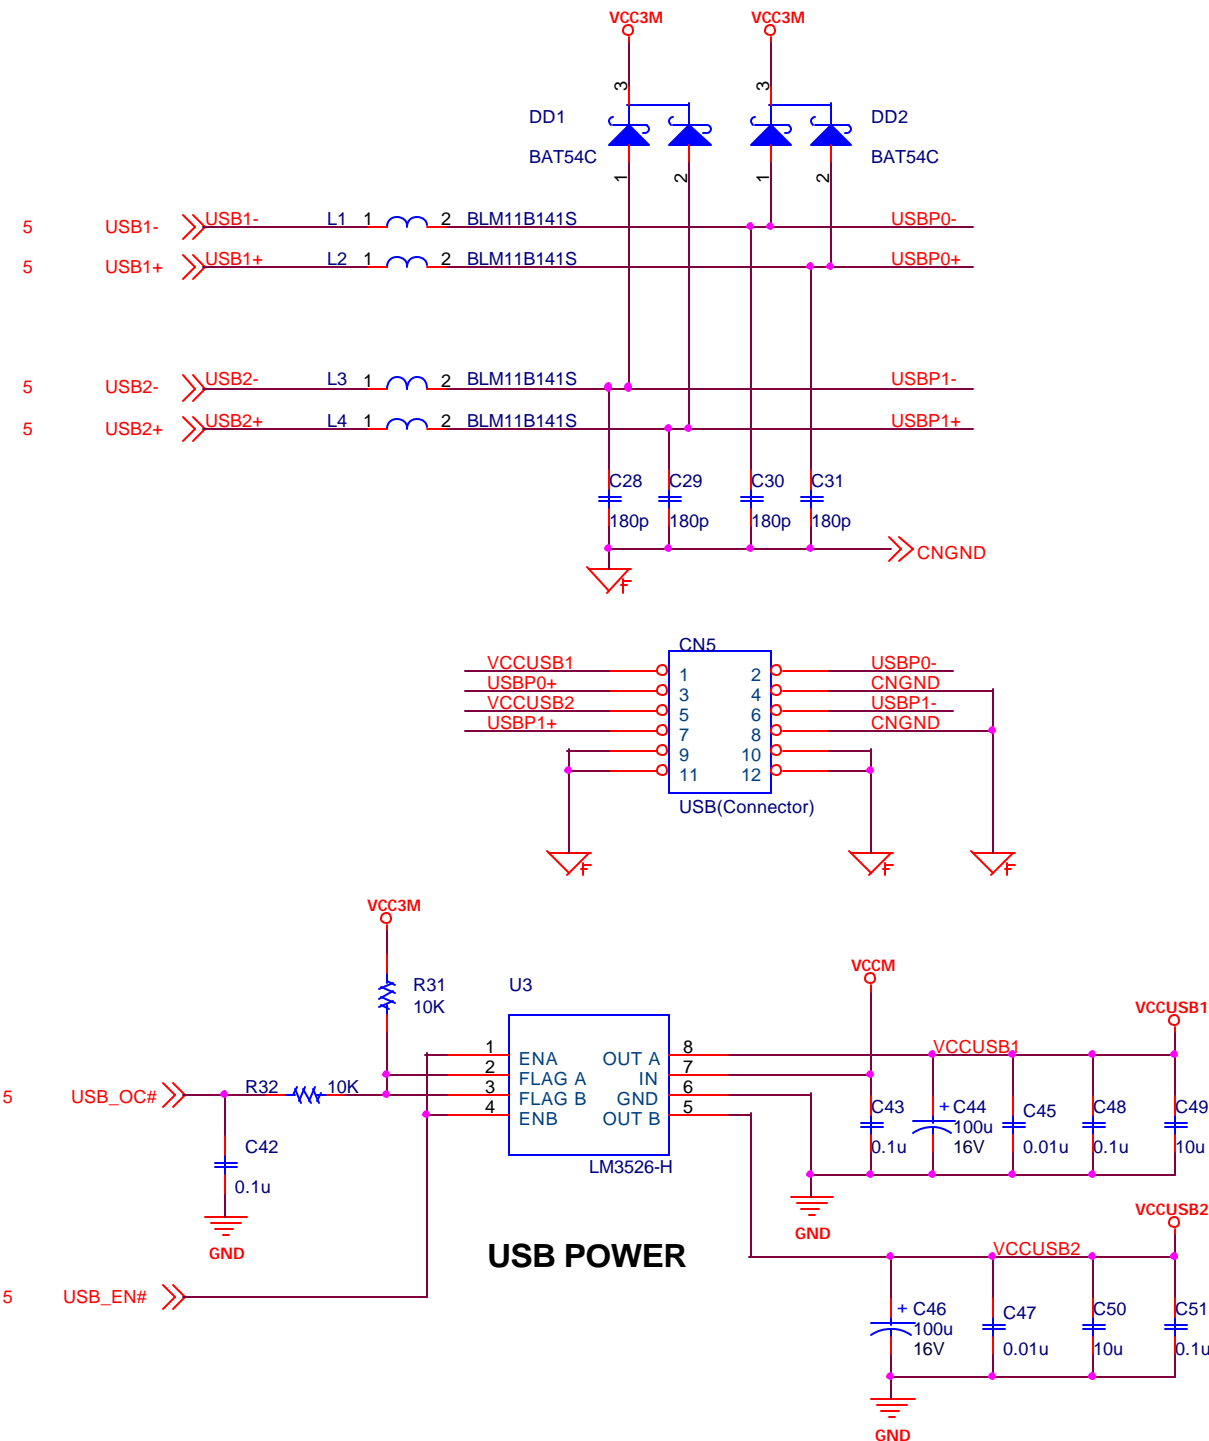 VCC3M VCC3M
3 3
DD1 DD2
BAT54C BAT54C
1 2 1 2
5 USB1- USB1- L1 1 2 BLM11B141S USBP0-
5 USB1+ USB1+ L2 1 2 BLM11B141S USBP0+
5 USB2- USB2- L3 1 2 BLM11B141S USBP1-
5 USB2+ USB2+ L4 1 2 BLM11B141S USBP1+
C28 C29 C30 C31
180p 180p 180p 180p
CNGND
F
CN5
VCCUSB1 1 2 USBP0-
USBP0+ 3 4 CNGND
VCCUSB2 5 6 USBP1-
USBP1+ 7 8 CNGND
9 10
11 12
USB(Connector)
F F F
VCC3M
VCCM
R31 U3
10K
VCCUSB1
1 ENA OUT A 8 VCCUSB1
2 FLAG A IN 7
5 USB_OC# R32 10K 3 FLAG B GND 6
4 ENB OUT B 5
C43 + C44 C45 C48 C49
0.1u 100u 0.01u 0.1u 10u
16V
C42
0.1u
LM3526-H
GND GND
USB POWER
VCCUSB2
VCCUSB2
5 USB_EN#
+ C46 C47 C50 C51
100u 0.01u 10u 0.1u
16V
GND